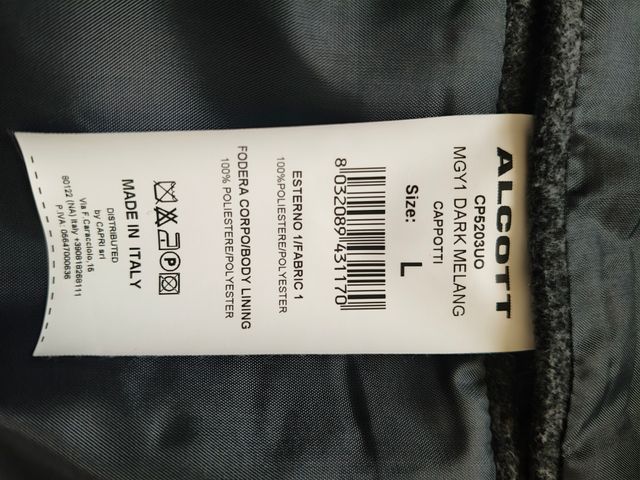 ALCOTT
CP5203UO
MGY1 DARK MELANG
CAPPOTTI
Size: L
8 032089 431170
ESTERNO 1/FABRIC 1
100%POLIESTERE/POLYESTER
FODERA CORPO/BODY LINING
100% POLIESTERE/POLYESTER
P
MADE IN ITALY
DISTRIBUTED
by CAPRI srl
Via F.Caracciolo,15
80122 (NA) Italy +390819268111
P.IVA 05647000636